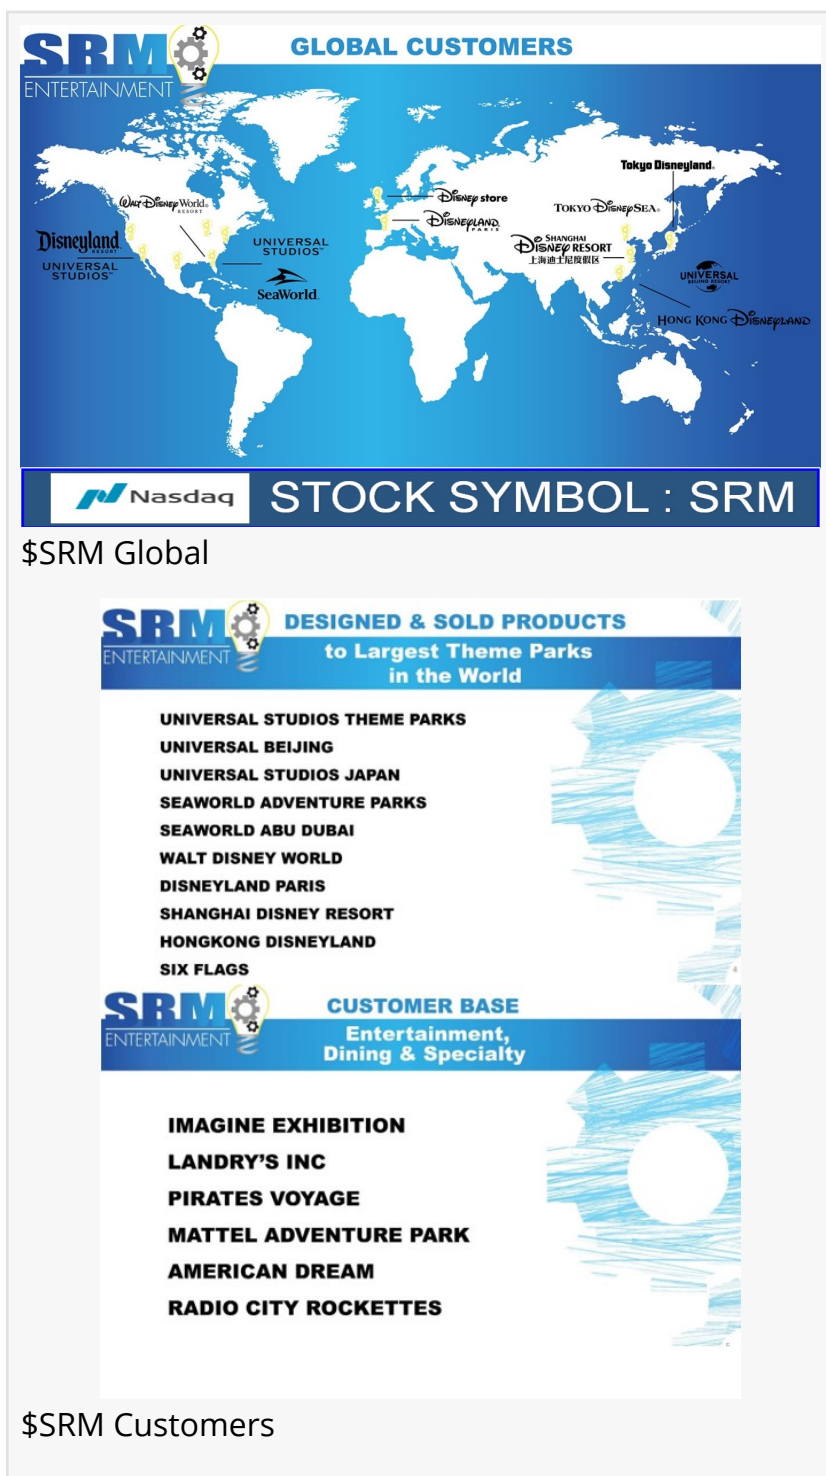 SRM
ENTERTAINMENT
GLOBAL CUSTOMERS
Tokyo Disneyland
Walt Disney World
RESORT
Disney store
TOKYO DISNEYSEA
DISNEYLAND
PARIS
Disneyland
RESORT
UNIVERSAL
STUDIOS
UNIVERSAL
STUDIOS
SHANGHAI
DISNEY RESORT
上海迪士尼度假区
SeaWorld
UNIVERSAL
BEIJING RESORT
HONG KONG DISNEYLAND
Nasdaq STOCK SYMBOL : SRM
$SRM Global
SRM
ENTERTAINMENT
DESIGNED & SOLD PRODUCTS
to Largest Theme Parks
in the World
UNIVERSAL STUDIOS THEME PARKS
UNIVERSAL BEIJING
UNIVERSAL STUDIOS JAPAN
SEAWORLD ADVENTURE PARKS
SEAWORLD ABU DUBAI
WALT DISNEY WORLD
DISNEYLAND PARIS
SHANGHAI DISNEY RESORT
HONGKONG DISNEYLAND
SIX FLAGS
4
SRM
ENTERTAINMENT
CUSTOMER BASE
Entertainment,
Dining & Specialty
IMAGINE EXHIBITION
LANDRY'S INC
PIRATES VOYAGE
MATTEL ADVENTURE PARK
AMERICAN DREAM
RADIO CITY ROCKETTES
$SRM Customers